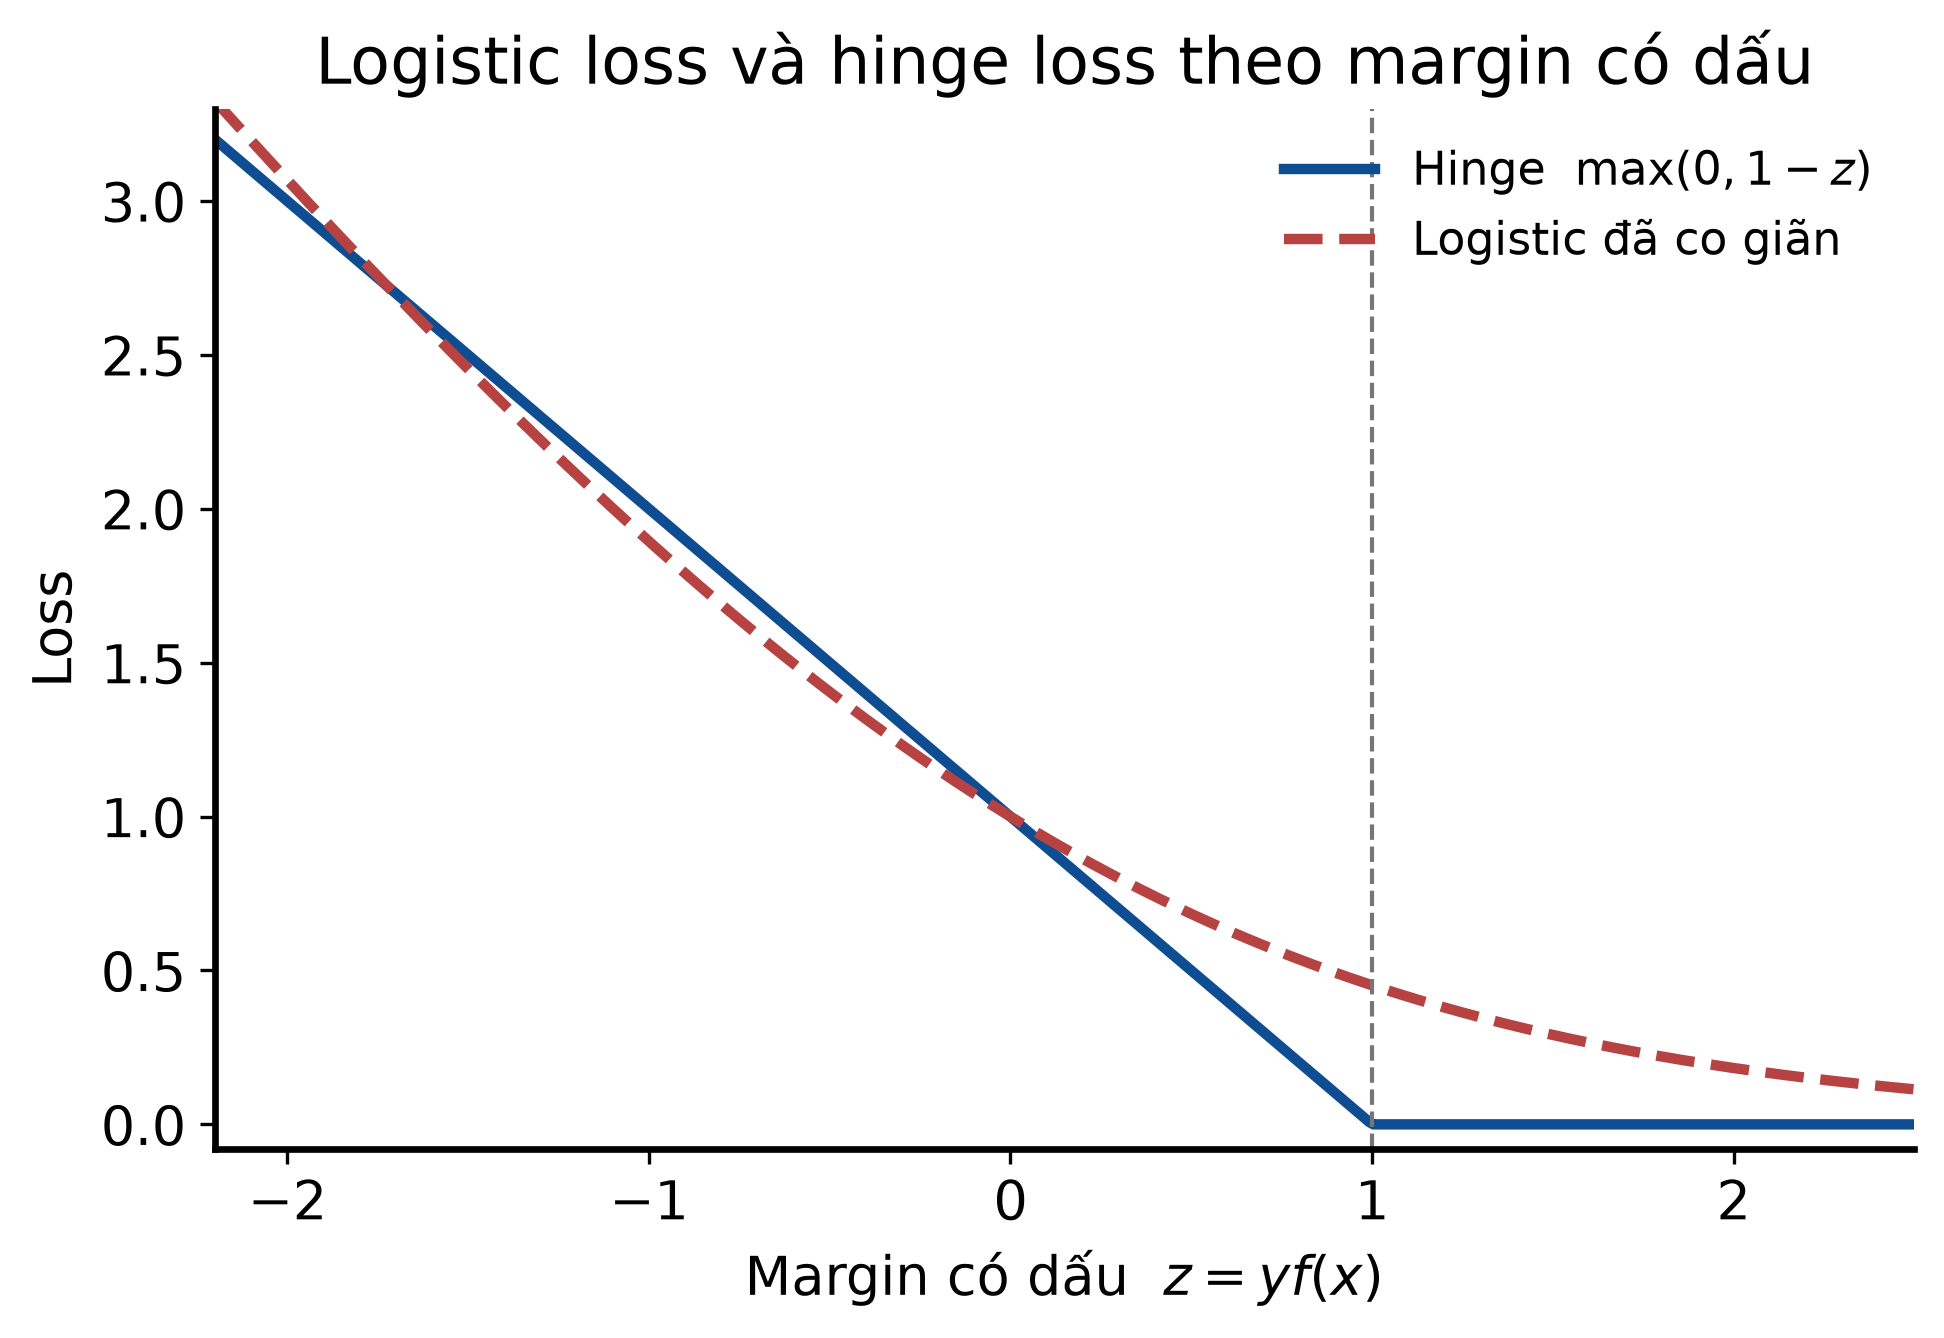 Logistic loss và hinge loss theo margin có dấu
Hinge max(0, 1 − z)
Logistic đã co giãn
Loss
3.0
2.5
2.0
1.5
1.0
0.5
0.0
−2 −1 0 1 2
Margin có dấu z = yf(x)